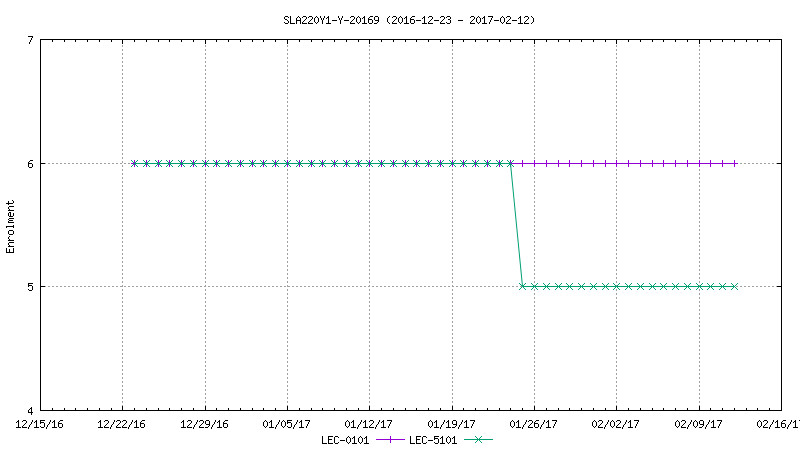 SLA220Y1-Y-20169 (2016-12-23 - 2017-02-12)
7
6
5
4
Enrolment
12/15/16 12/22/16 12/29/16 01/05/17 01/12/17 01/19/17 01/26/17 02/02/17 02/09/17 02/16/1
LEC-0101 LEC-5101